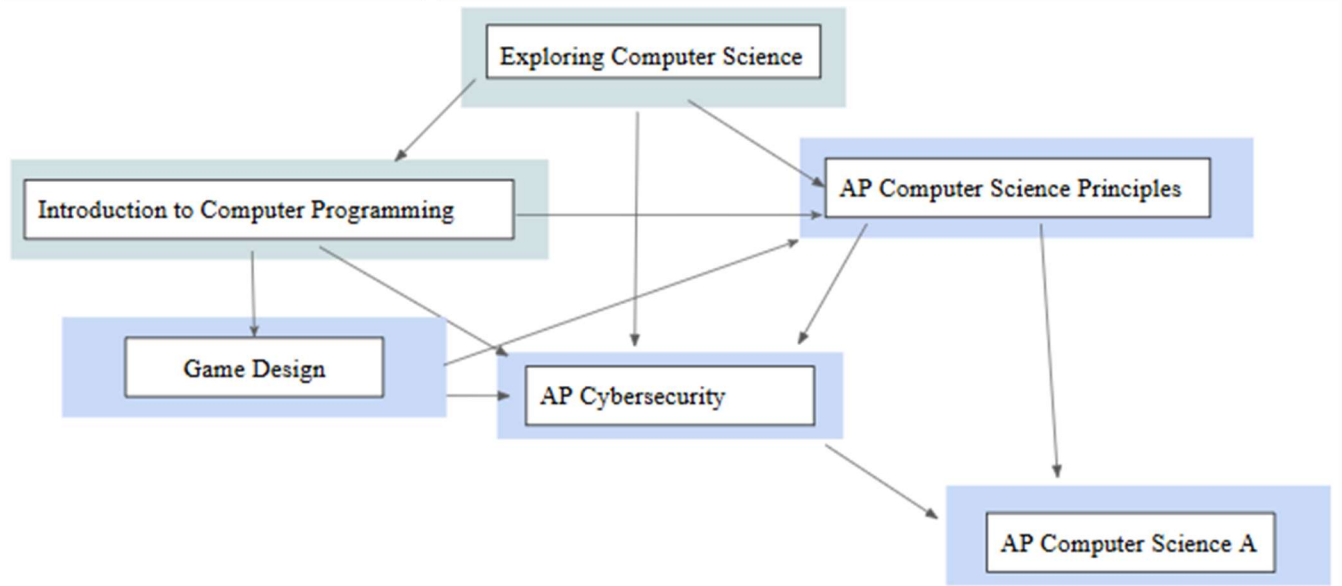 Exploring Computer Science
AP Computer Science Principles
Introduction to Computer Programming
Game Design
AP Cybersecurity
AP Computer Science A